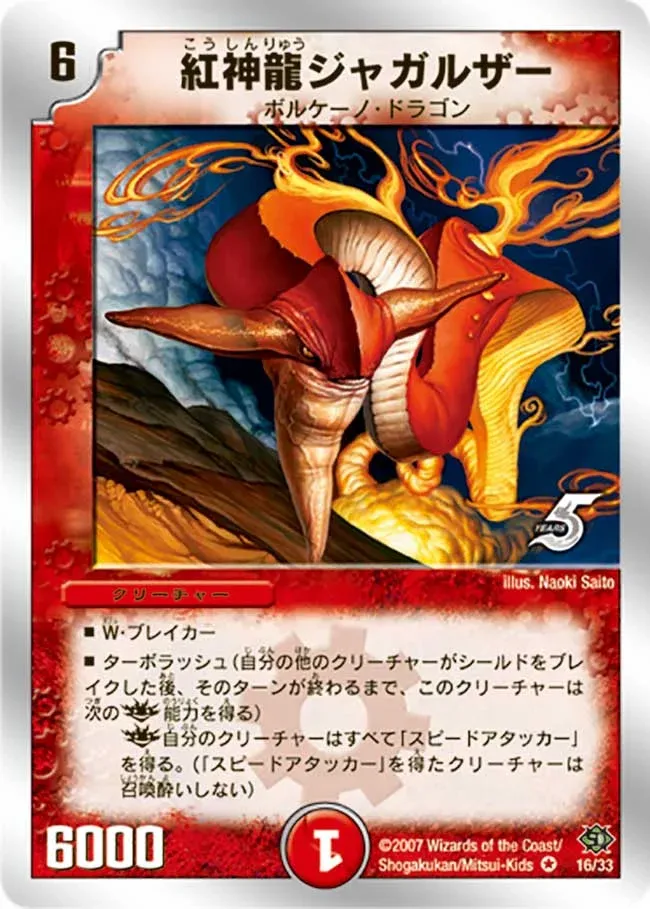 6
こうしんりゅう
紅神龍ジャガルザー
ボルケーノ・ドラゴン
YEARS 5
illus. Naoki Saito
クリーチャー
■ W・ブレイカー
■ ターボラッシュ(自分の他のクリーチャーがシールドをブレ
イクした後、そのターンが終わるまで、このクリーチャーは
次の能力を得る)
自分のクリーチャーはすべて「スピードアタッカー」
を得る。(「スピードアタッカー」を得たクリーチャーは
召喚酔いしない)
6000
1
©2007 Wizards of the Coast/
Shogakukan/Mitsui-Kids
16/33